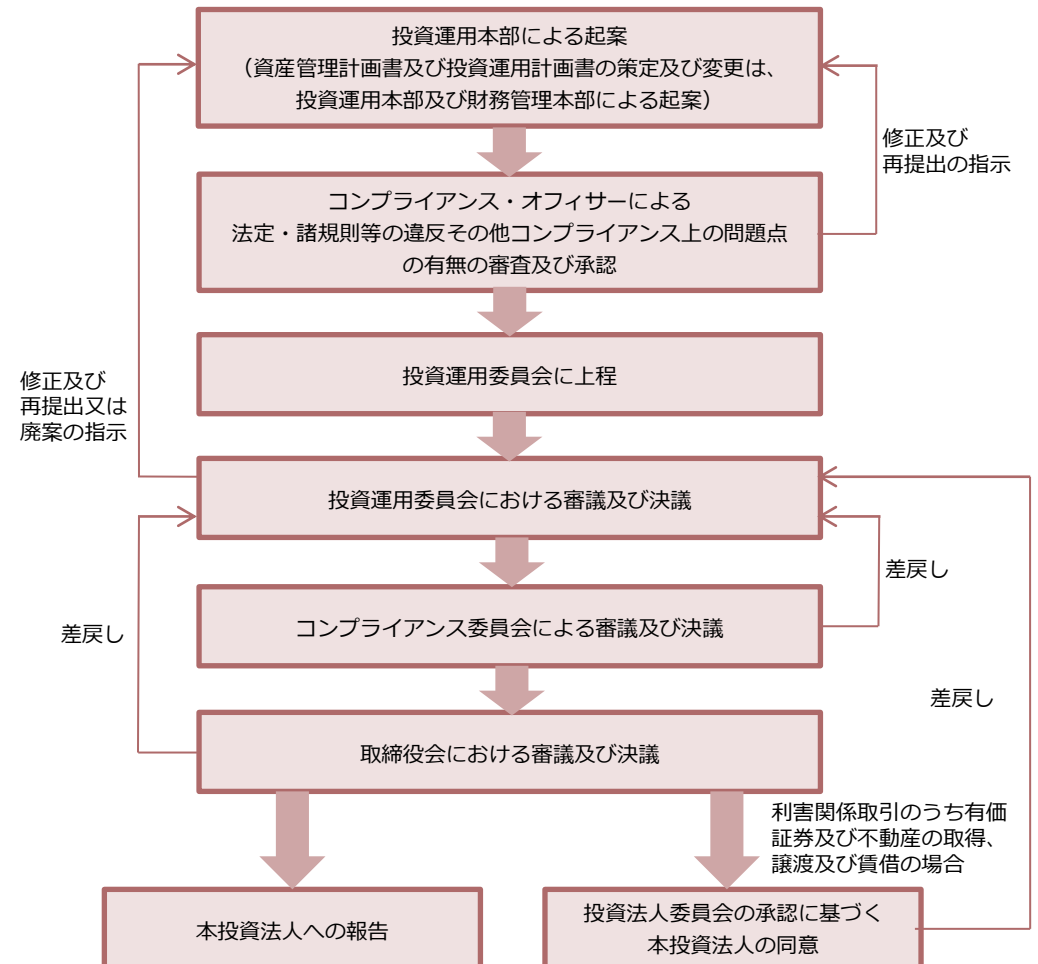 投資運用本部による起案
（資産管理計画書及び投資運用計画書の策定及び変更は、
投資運用本部及び財務管理本部による起案）
修正及び
再提出の指示
コンプライアンス・オフィサーによる
法定・諸規則等の違反その他コンプライアンス上の問題点
の有無の審査及び承認
投資運用委員会に上程
修正及び
再提出又は
廃案の指示
投資運用委員会における審議及び決議
差戻し
コンプライアンス委員会による審議及び決議
差戻し
差戻し
取締役会における審議及び決議
利害関係取引のうち有価
証券及び不動産の取得、
譲渡及び賃借の場合
本投資法人への報告
投資法人委員会の承認に基づく
本投資法人の同意